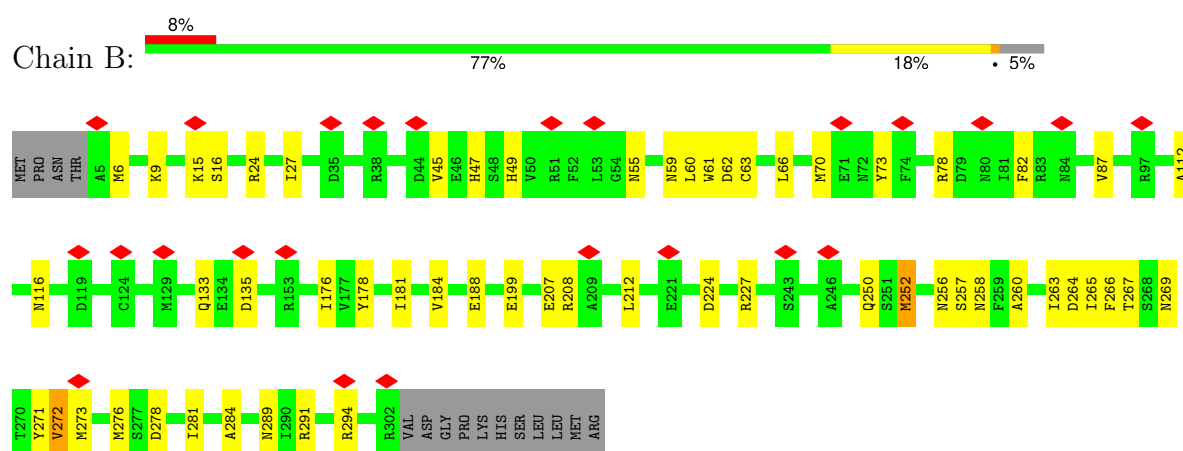 8%
Chain B:
77% 18% • 5%
MET PRO ASN THR A5 M6 K9 K15 S16 R24 I27 D35 R38 D44 V45 E46 H47 S48 H49 V50 R51 F52 L53 G54 N55 N59 L60 W61 D62 C63 L66 M70 E71 N72 Y73 F74 R78 D79 N80 I81 F82 R83 N84 V87 R97 A112
N116 D119 C124 M129 Q133 E134 D135 R153 I176 V177 Y178 I181 V184 E188 E199 E207 R208 A209 L212 E221 D224 R227 S243 A246 Q250 S251 M252 N256 S257 N258 F259 A260 I263 D264 I265 F266 T267 S268 N269
T270 Y271 V272 M273 M276 S277 D278 I281 A284 N289 I290 R291 R294 R302 VAL ASP GLY PRO LYS HIS SER LEU LEU MET ARG